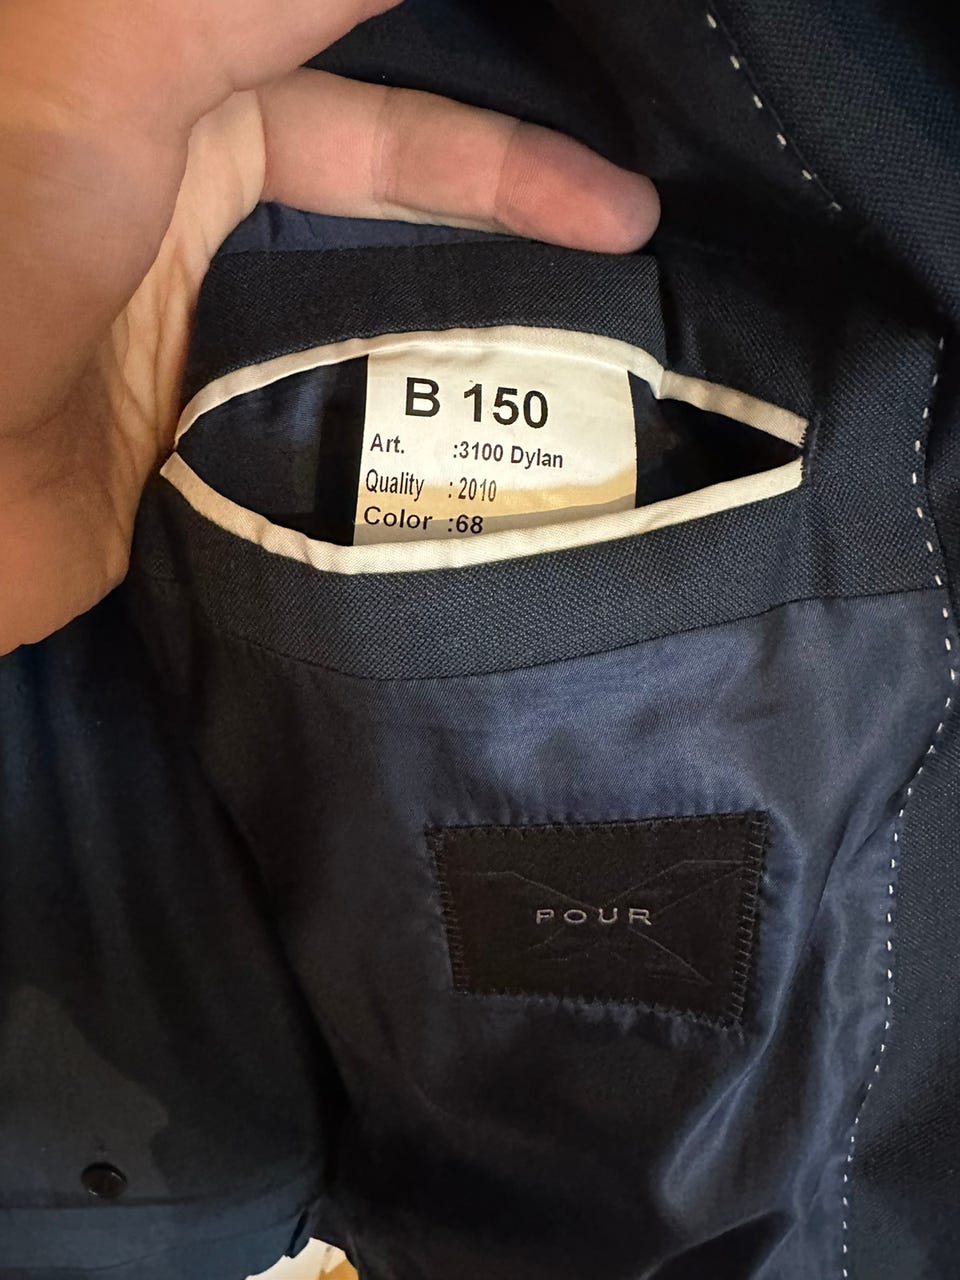 B 150
Art. :3100 Dylan
Quality : 2010
Color :68
POUR